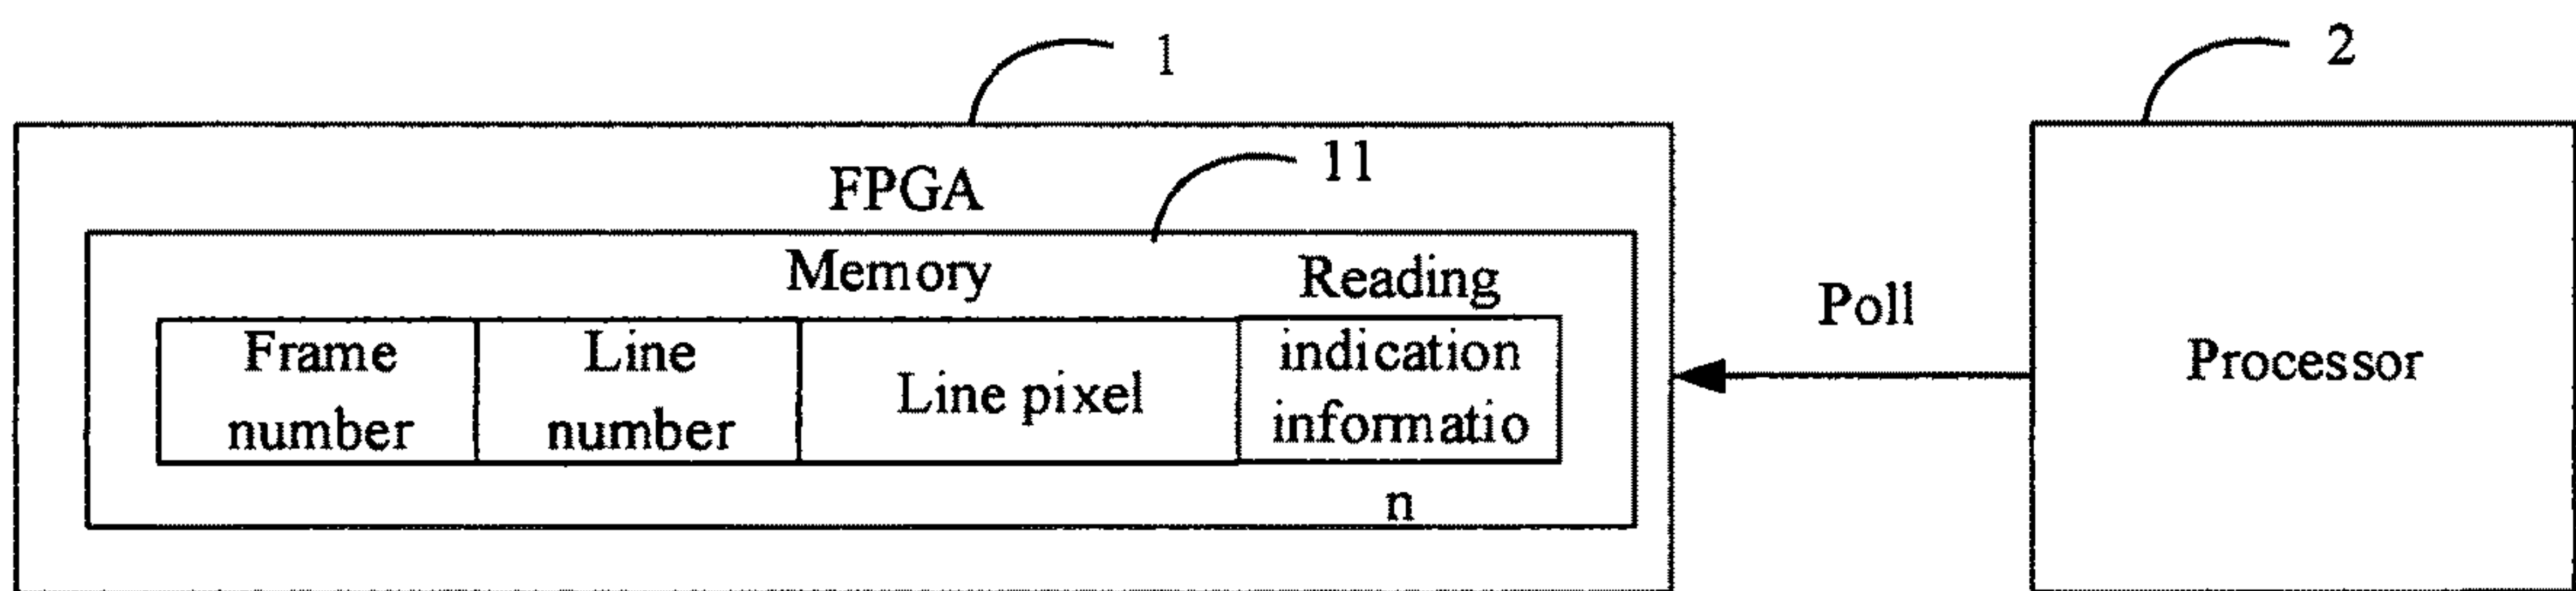 1
2
FPGA
11
Memory
Frame
number
Line
number
Line pixel
Reading
indication
informatio
n
Poll
Processor